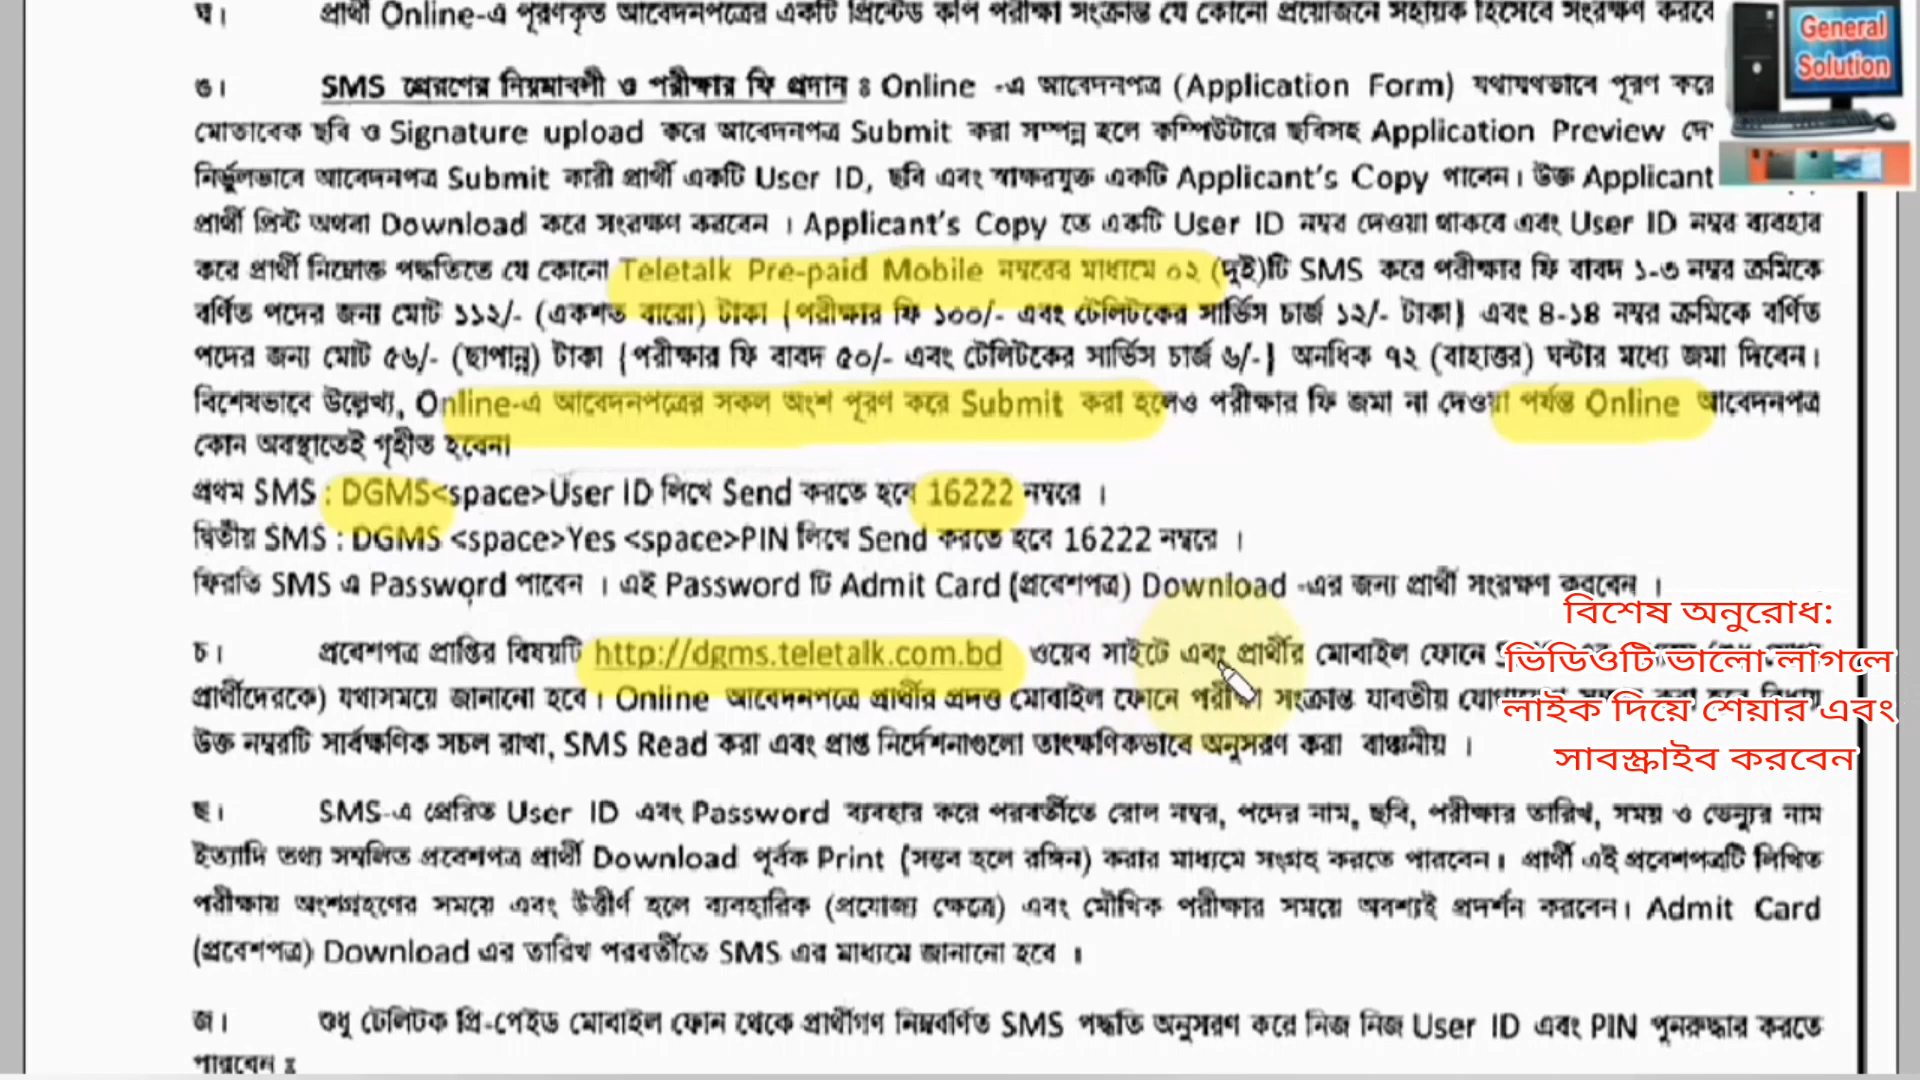 ঘ। প্রার্থী Online-এ পূরণকৃত আবেদনপত্রের একটি প্রিন্টেড কপি পরীক্ষা সংক্রান্ত যে কোনো প্রয়োজনে সহায়ক হিসেবে সংরক্ষণ করবে
General
Solution
ঙ। SMS প্রেরণের নিয়মাবলী ও পরীক্ষার ফি প্রদান ঃ Online -এ আবেদনপত্র (Application Form) যথাযথভাবে পূরণ করে
মোতাবেক ছবি ও Signature upload করে আবেদনপত্র Submit করা সম্পন্ন হলে কম্পিউটারে ছবিসহ Application Preview
নির্ভুলভাবে আবেদনপত্র Submit কারী প্রার্থী একটি User ID, ছবি এবং স্বাক্ষরযুক্ত একটি Applicant's Copy পাবেন। উক্ত Applicant
প্রার্থী প্রিন্ট অথবা Download করে সংরক্ষণ করবেন । Applicant's Copy তে একটি User ID নম্বর দেওয়া থাকবে এবং User ID নম্বর ব্যবহার
করে প্রার্থী নিম্নোক্ত পদ্ধতিতে যে কোনো Teletalk Pre-paid Mobile নম্বরের মাধ্যমে ০২ (দুই)টি SMS করে পরীক্ষার ফি বাবদ ১-৩ নম্বর ক্রমিকে
বর্ণিত পদের জন্য মোট ১১২/- (একশত বারো) টাকা {পরীক্ষার ফি ১০০/- এবং টেলিটকের সার্ভিস চার্জ ১২/- টাকা} এবং ৪-১৪ নম্বর ক্রমিকে বর্ণিত
পদের জন্য মোট ৫৬/- (ছাপান্ন) টাকা {পরীক্ষার ফি বাবদ ৫০/- এবং টেলিটকের সার্ভিস চার্জ ৬/-} অনধিক ৭২ (বাহাত্তর) ঘন্টার মধ্যে জমা দিবেন।
বিশেষভাবে উল্লেখ্য, Online-এ আবেদনপত্রের সকল অংশ পূরণ করে Submit করা হলেও পরীক্ষার ফি জমা না দেওয়া পর্যন্ত Online আবেদনপত্র
কোন অবস্থাতেই গৃহীত হবেনা
প্রথম SMS : DGMS<space>User ID লিখে Send করতে হবে 16222 নম্বরে ।
দ্বিতীয় SMS : DGMS <space>Yes <space>PIN লিখে Send করতে হবে 16222 নম্বরে ।
ফিরতি SMS এ Password পাবেন । এই Password টি Admit Card (প্রবেশপত্র) Download -এর জন্য প্রার্থী সংরক্ষণ করবেন ।
চ। প্রবেশপত্র প্রাপ্তির বিষয়টি http://dgms.teletalk.com.bd ওয়েব সাইটে এবং প্রার্থীর মোবাইল ফোনে
প্রার্থীদেরকে) যথাসময়ে জানানো হবে। Online আবেদনপত্রে প্রার্থীর প্রদত্ত মোবাইল ফোনে পরীক্ষা সংক্রান্ত যাবতীয়
উক্ত নম্বরটি সার্বক্ষণিক সচল রাখা, SMS Read করা এবং প্রাপ্ত নির্দেশনাগুলো তাৎক্ষণিকভাবে অনুসরণ করা বাঞ্চনীয় ।
বিশেষ অনুরোধ:
ভিডিওটি ভালো লাগলে
লাইক দিয়ে শেয়ার এবং
সাবস্ক্রাইব করবেন
ছ। SMS-এ প্রেরিত User ID এবং Password ব্যবহার করে পরবর্তীতে রোল নম্বর, পদের নাম, ছবি, পরীক্ষার তারিখ, সময় ও ভেন্যুর নাম
ইত্যাদি তথ্য সম্বলিত প্রবেশপত্র প্রার্থী Download পূর্বক Print (সম্ভব হলে রঙ্গিন) করার মাধ্যমে সংগ্রহ করতে পারবেন। প্রার্থী এই প্রবেশপত্রটি লিখিত
পরীক্ষায় অংশগ্রহণের সময়ে এবং উত্তীর্ণ হলে ব্যবহারিক (প্রযোজ্য ক্ষেত্রে) এবং মৌখিক পরীক্ষার সময়ে অবশ্যই প্রদর্শন করবেন। Admit Card
(প্রবেশপত্র) Download এর তারিখ পরবর্তীতে SMS এর মাধ্যমে জানানো হবে ।
জ। শুধু টেলিটক প্রি-পেইড মোবাইল ফোন থেকে প্রার্থীগণ নিম্নবর্ণিত SMS পদ্ধতি অনুসরণ করে নিজ নিজ User ID এবং PIN পুনরুদ্ধার করতে
পারবেন ঃ